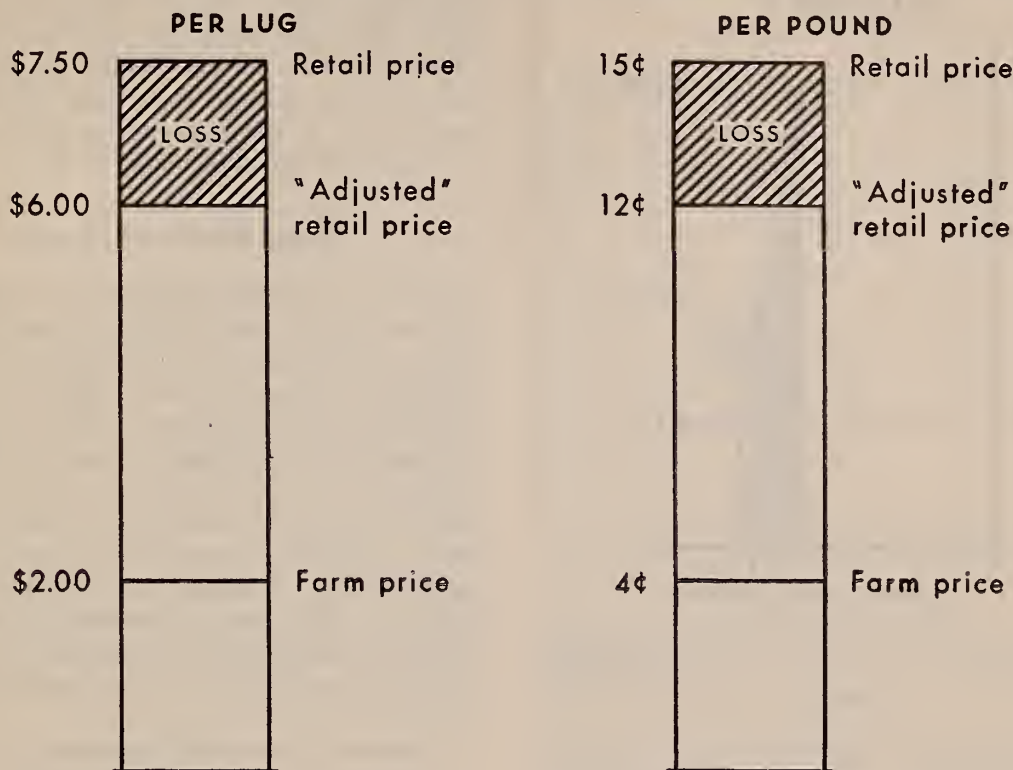 PER LUG
$7.50
Retail price
LOSS
$6.00
"Adjusted"
retail price
$2.00
Farm price
PER POUND
15¢
Retail price
LOSS
12¢
"Adjusted"
retail price
4¢
Farm price